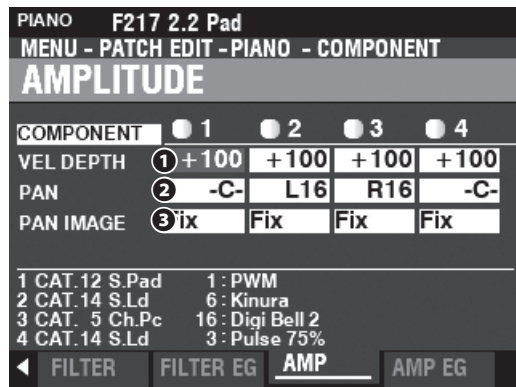 PIANO F217 2.2 Pad
MENU - PATCH EDIT - PIANO - COMPONENT
AMPLITUDE
COMPONENT 1 2 3 4
VEL DEPTH 1 +100 +100 +100 +100
PAN 2 -C- L16 R16 -C-
PAN IMAGE 3 Fix Fix Fix Fix
1 CAT.12 S.Pad 1 : PWM
2 CAT.14 S.Ld 6 : Kinura
3 CAT. 5 Ch.Pc 16 : Digi Bell 2
4 CAT.14 S.Ld 3 : Pulse 75%
◀ FILTER FILTER EG AMP AMP EG